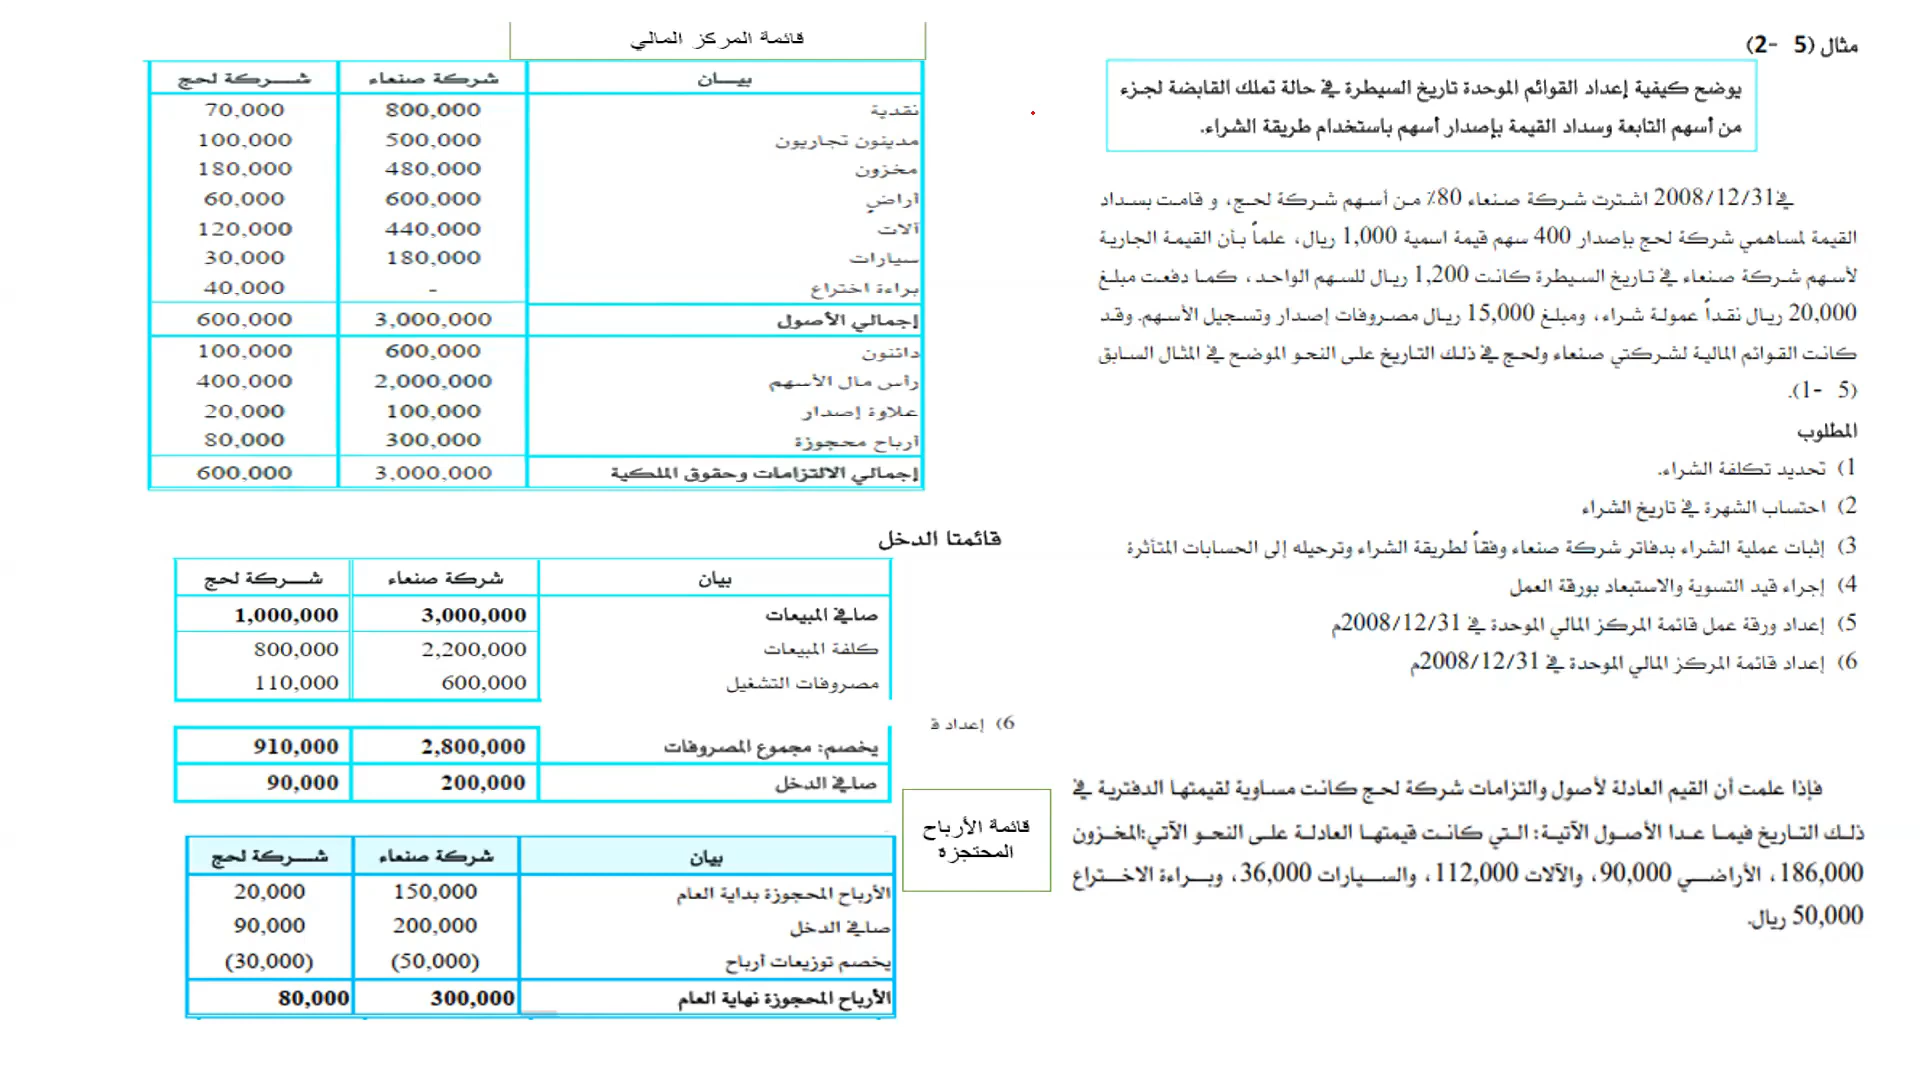 مثال (5 -2)
يوضح كيفية إعداد القوائم الموحدة تاريخ السيطرة في حالة تملك القابضة لجزء
من أسهم التابعة وسداد القيمة بإصدار أسهم باستخدام طريقة الشراء.
في2008/12/31 اشترت شركة صنعاء 80٪ من أسهم شركة لحج، و قامت بسداد
القيمة لمساهمي شركة لحج بإصدار 400 سهم قيمة اسمية 1,000 ريال، علماً بأن القيمة الجارية
لأسهم شركة صنعاء في تاريخ السيطرة كانت 1,200 ريال للسهم الواحد، كما دفعت مبلغ
20,000 ريال نقداً عمولة شراء، ومبلغ 15,000 ريال مصروفات إصدار وتسجيل الأسهم. وقد
كانت القوائم المالية لشركتي صنعاء ولحج في ذلك التاريخ على النحو الموضح في المثال السابق
(5 -1).
المطلوب
1) تحديد تكلفة الشراء.
2) احتساب الشهرة في تاريخ الشراء
3) إثبات عملية الشراء بدفاتر شركة صنعاء وفقاً لطريقة الشراء وترحيله إلى الحسابات المتأثرة
4) إجراء قيد التسوية والاستبعاد بورقة العمل
5) إعداد ورقة عمل قائمة المركز المالي الموحدة في 2008/12/31م
6) إعداد قائمة المركز المالي الموحدة في 2008/12/31م
فإذا علمت أن القيم العادلة لأصول والتزامات شركة لحج كانت مساوية لقيمتها الدفترية في
ذلك التاريخ فيما عدا الأصول الآتية: التي كانت قيمتها العادلة على النحو الآتي:المخزون
186,000، الأراضي 90,000، والآلات 112,000، والسيارات 36,000، وبراءة الاختراع
50,000 ريال.
قائمة المركز المالي
بيـــان شركة صنعاء شــركة لحج
نقدية 800,000 70,000
مدينون تجاريون 500,000 100,000
مخزون 480,000 180,000
أراضٍ 600,000 60,000
آلات 440,000 120,000
سيارات 180,000 30,000
براءة اختراع - 40,000
إجمالي الأصول 3,000,000 600,000
دائنون 600,000 100,000
رأس مال الأسهم 2,000,000 400,000
علاوة إصدار 100,000 20,000
أرباح محجوزة 300,000 80,000
إجمالي الالتزامات وحقوق الملكية 3,000,000 600,000
قائمتا الدخل
بيان شركة صنعاء شــركة لحج
صافي المبيعات 3,000,000 1,000,000
كلفة المبيعات 2,200,000 800,000
مصروفات التشغيل 600,000 110,000
6) إعداد ق
يخصم: مجموع المصروفات 2,800,000 910,000
صافي الدخل 200,000 90,000
قائمة الأرباح
المحتجزة
بيان شركة صنعاء شــركة لحج
الأرباح المحجوزة بداية العام 150,000 20,000
صافي الدخل 200,000 90,000
يخصم توزيعات أرباح (50,000) (30,000)
الأرباح المحجوزة نهاية العام 300,000 80,000